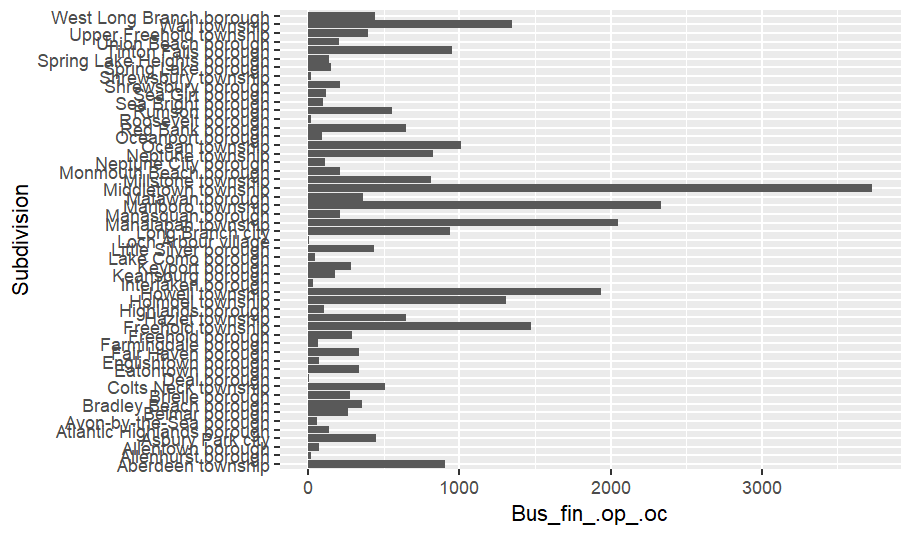 West Long Branch borough
Wall township
Upper Freehold township
Union Beach borough
Tinton Falls borough
Spring Lake Heights borough
Spring Lake borough
Shrewsbury township
Shrewsbury borough
Sea Girt borough
Sea Bright borough
Rumson borough
Roosevelt borough
Red Bank borough
Oceanport borough
Ocean township
Neptune township
Neptune City borough
Monmouth Beach borough
Millstone township
Middletown township
Matawan borough
Marlboro township
Manasquan borough
Manalapan township
Long Branch city
Loch Arbour village
Little Silver borough
Lake Como borough
Keyport borough
Keansburg borough
Interlaken borough
Howell township
Holmdel township
Highlands borough
Hazlet township
Freehold township
Freehold borough
Farmingdale borough
Fair Haven borough
Englishtown borough
Eatontown borough
Deal borough
Colts Neck township
Brielle borough
Bradley Beach borough
Belmar borough
Avon-by-the-Sea borough
Atlantic Highlands borough
Asbury Park city
Allentown borough
Allenhurst borough
Aberdeen township
Subdivision
0 1000 2000 3000
Bus_fin_.op_.oc